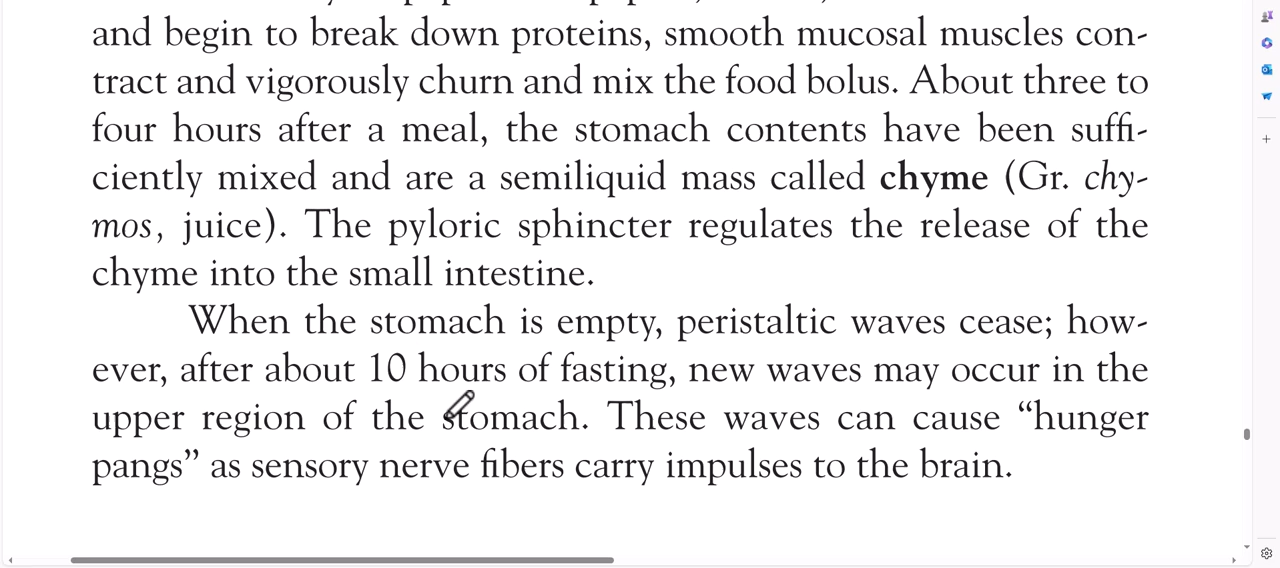 and begin to break down proteins, smooth mucosal muscles con-
tract and vigorously churn and mix the food bolus. About three to
four hours after a meal, the stomach contents have been suffi-
ciently mixed and are a semiliquid mass called chyme (Gr. chy-
mos, juice). The pyloric sphincter regulates the release of the
chyme into the small intestine.
When the stomach is empty, peristaltic waves cease; how-
ever, after about 10 hours of fasting, new waves may occur in the
upper region of the stomach. These waves can cause “hunger
pangs” as sensory nerve fibers carry impulses to the brain.